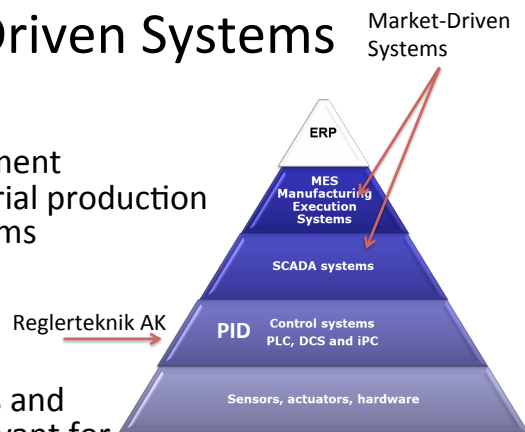 Driven Systems
Market-Driven
Systems
ment
rial production
ms
ERP
MES
Manufacturing
Execution
Systems
SCADA systems
Reglerteknik AK
PID
Control systems
PLC, DCS and iPC
s and
vant for
Sensors, actuators, hardware